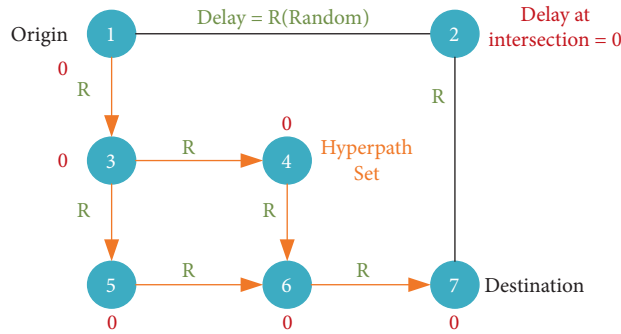 Delay = R(Random)
Origin
1
2
Delay at
intersection = 0
0
R
R
0
0
3
R
4
Hyperpath
Set
R
R
5
R
6
R
7
Destination
0
0
0